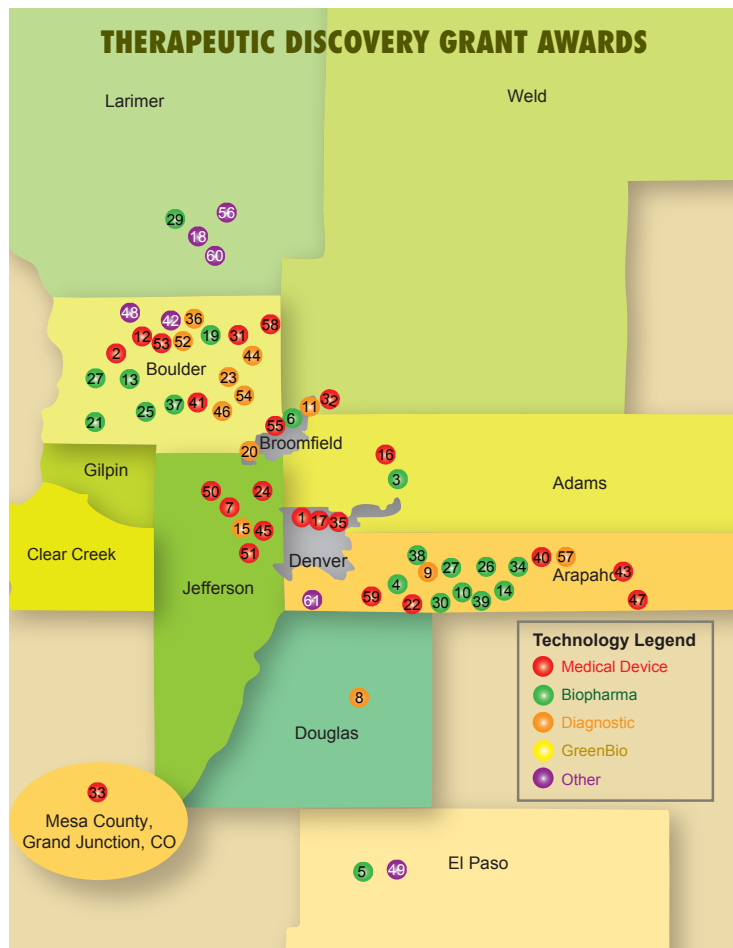 THERAPEUTIC DISCOVERY GRANT AWARDS
Larimer
Weld
29
56
18
60
48
42
36
58
12
53
52
19
31
2
44
Boulder
27
13
23
54
25
37
41
46
21
11
32
6
55
Broomfield
20
Gilpin
16
3
Adams
50
24
7
1
17
35
15
45
Clear Creek
51
Denver
38
40
57
Jefferson
9
27
26
34
Arapaho
43
4
10
14
61
59
22
30
39
47
Technology Legend
Medical Device
Biopharma
Diagnostic
GreenBio
Other
8
Douglas
33
Mesa County,
Grand Junction, CO
5
49
El Paso